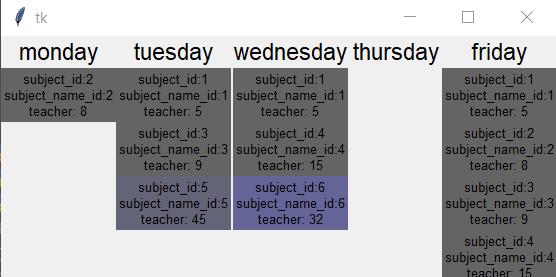 tk
monday tuesday wednesday thursday friday
subject_id:2 subject_id:1 subject_id:1 subject_id:1
subject_name_id:2 subject_name_id:1 subject_name_id:1 subject_name_id:1
teacher: 8 teacher: 5 teacher: 5 teacher: 5
subject_id:3 subject_id:4 subject_id:2
subject_name_id:3 subject_name_id:4 subject_name_id:2
teacher: 9 teacher: 15 teacher: 8
subject_id:5 subject_id:6 subject_id:3
subject_name_id:5 subject_name_id:6 subject_name_id:3
teacher: 45 teacher: 32 teacher: 9
subject_id:4
subject_name_id:4
teacher: 15